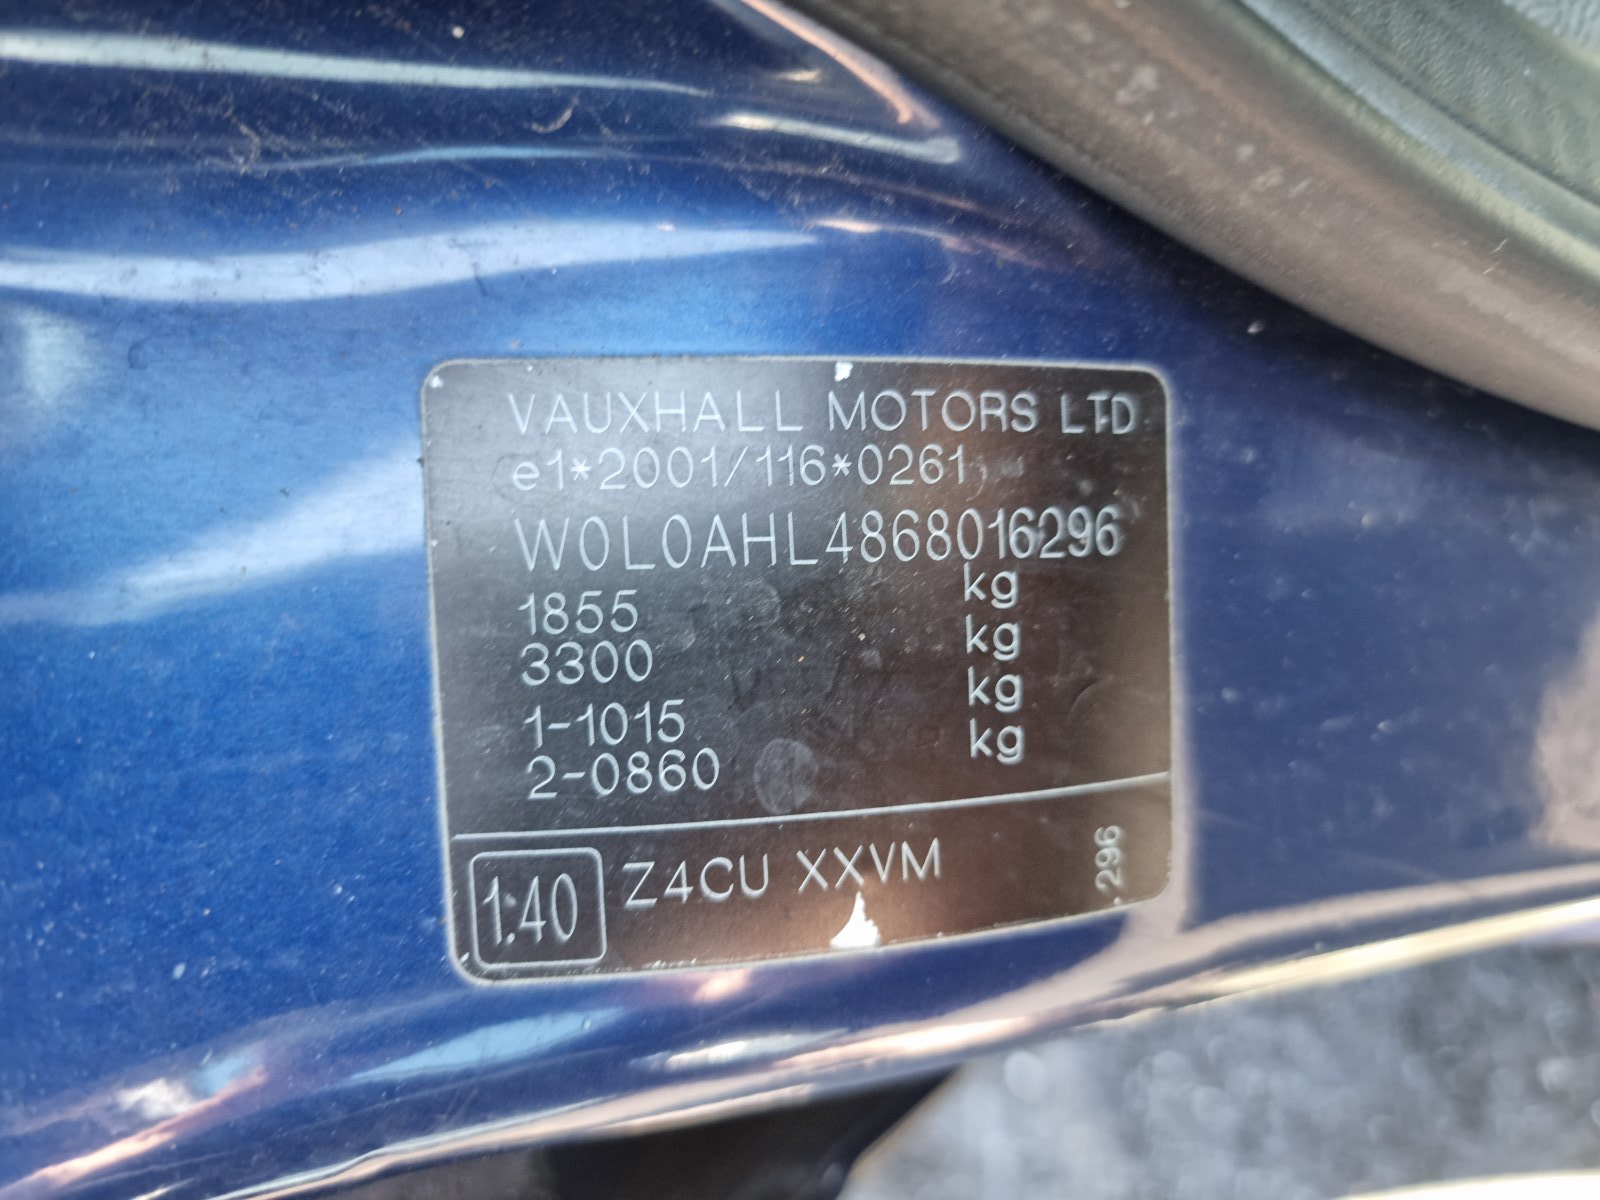 VAUXHALL MOTORS LTD
e1*2001/116*0261
W0L0AHL4868016296
1855 kg
3300 kg
1-1015 kg
2-0860 kg
1:40 Z4CU XXVM
296